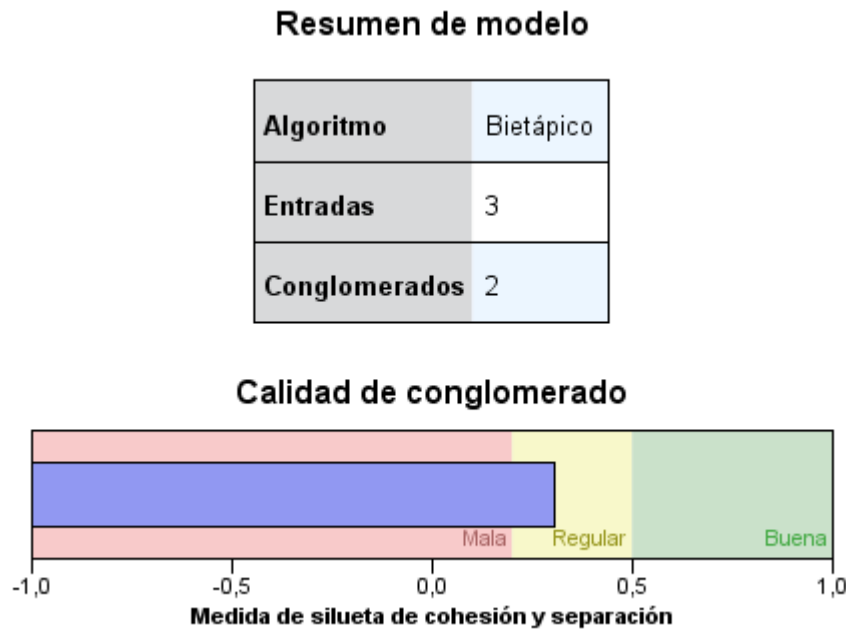 Resumen de modelo
Algoritmo Bietápico
Entradas 3
Conglomerados 2
Calidad de conglomerado
Mala Regular Buena
-1,0 -0,5 0,0 0,5 1,0
Medida de silueta de cohesión y separación